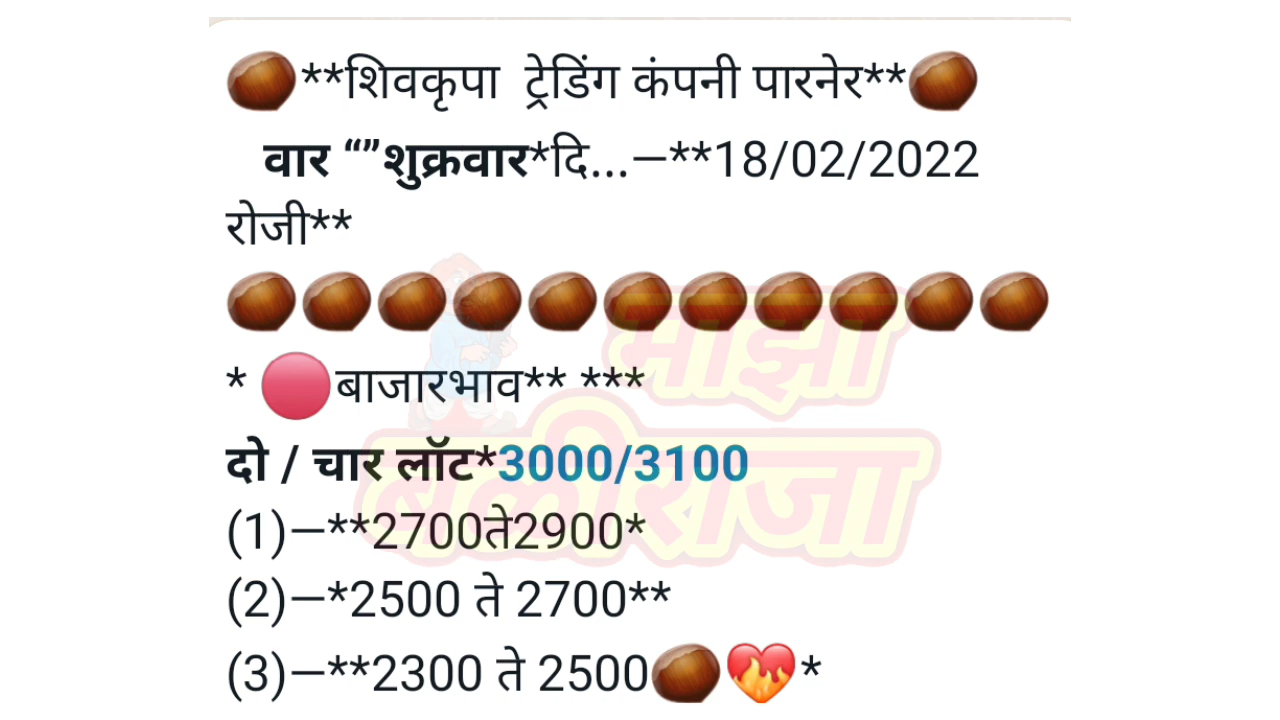 🌰**शिवकृपा ट्रेडिंग कंपनी पारनेर**🌰
वार “”शुक्रवार*दि...–**18/02/2022
रोजी**
🌰🌰🌰🌰🌰🌰🌰🌰🌰🌰🌰
* 🔴बाजारभाव** ***
दो / चार लॉट*3000/3100
(1)–**2700ते2900*
(2)–*2500 ते 2700**
(3)–**2300 ते 2500🌰❤️‍🔥*
माझा
बळीराजा